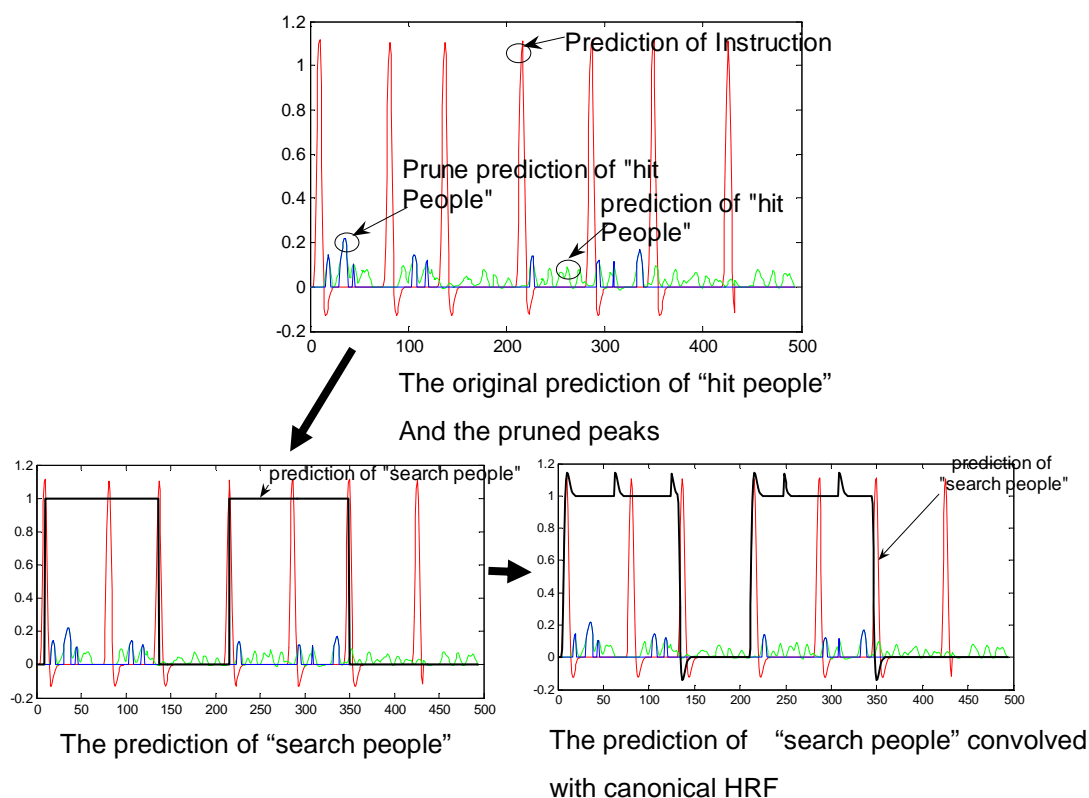 1.2
1
0.8
0.6
0.4
0.2
0
-0.2
0 100 200 300 400 500
Prediction of Instruction
Prune prediction of "hit
People"
prediction of "hit
People"
The original prediction of “hit people”
And the pruned peaks
1.2
1
0.8
0.6
0.4
0.2
0
-0.2
0 50 100 150 200 250 300 350 400 450 500
prediction of "search people"
The prediction of “search people”
1.2
1
0.8
0.6
0.4
0.2
0
-0.2
0 50 100 150 200 250 300 350 400 450 500
prediction of
"search people"
The prediction of “search people” convolved
with canonical HRF